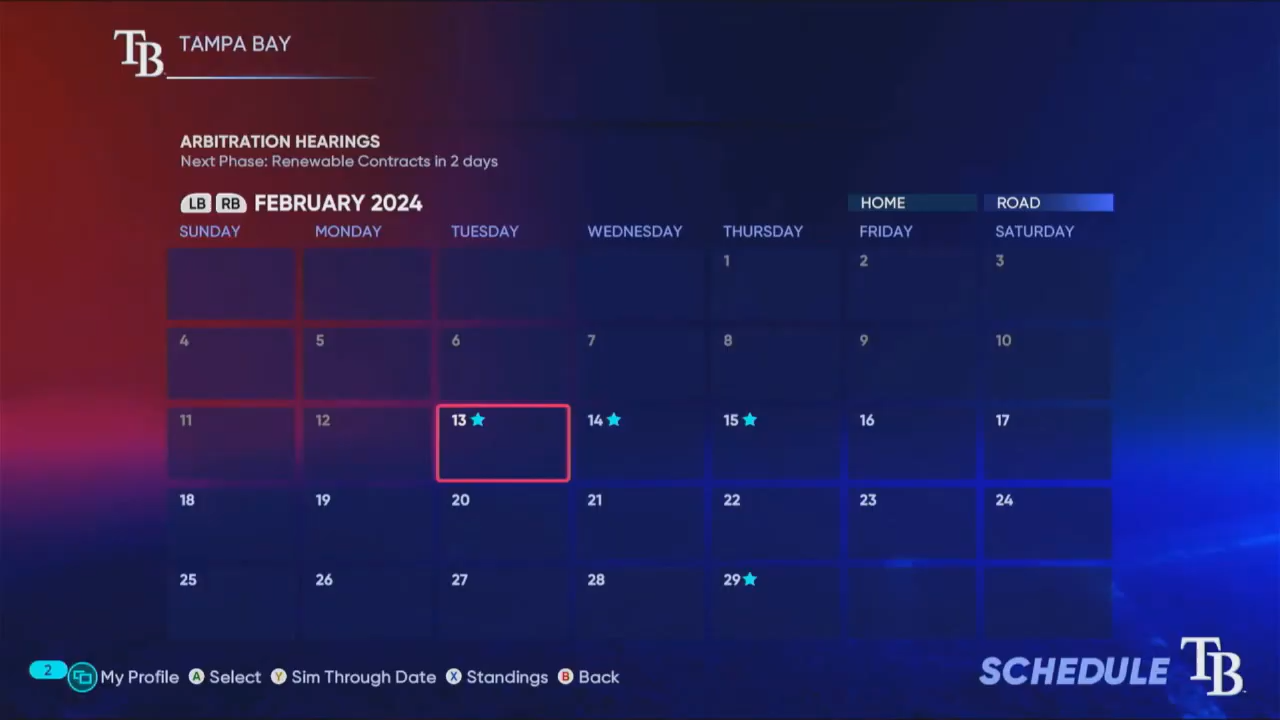 TB TAMPA BAY
ARBITRATION HEARINGS
Next Phase: Renewable Contracts in 2 days
LB RB FEBRUARY 2024 HOME ROAD
SUNDAY MONDAY TUESDAY WEDNESDAY THURSDAY FRIDAY SATURDAY
1 2 3
4 5 6 7 8 9 10
11 12 13 14 15 16 17
18 19 20 21 22 23 24
25 26 27 28 29
2 My Profile A Select Y Sim Through Date X Standings B Back
SCHEDULE TB